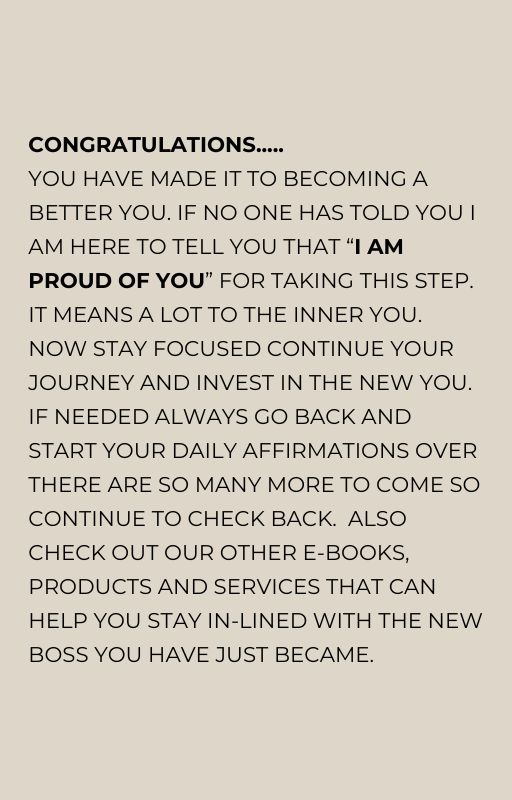 CONGRATULATIONS.....
YOU HAVE MADE IT TO BECOMING A
BETTER YOU. IF NO ONE HAS TOLD YOU I
AM HERE TO TELL YOU THAT “I AM
PROUD OF YOU” FOR TAKING THIS STEP.
IT MEANS A LOT TO THE INNER YOU.
NOW STAY FOCUSED CONTINUE YOUR
JOURNEY AND INVEST IN THE NEW YOU.
IF NEEDED ALWAYS GO BACK AND
START YOUR DAILY AFFIRMATIONS OVER
THERE ARE SO MANY MORE TO COME SO
CONTINUE TO CHECK BACK.  ALSO
CHECK OUT OUR OTHER E-BOOKS,
PRODUCTS AND SERVICES THAT CAN
HELP YOU STAY IN-LINED WITH THE NEW
BOSS YOU HAVE JUST BECAME.